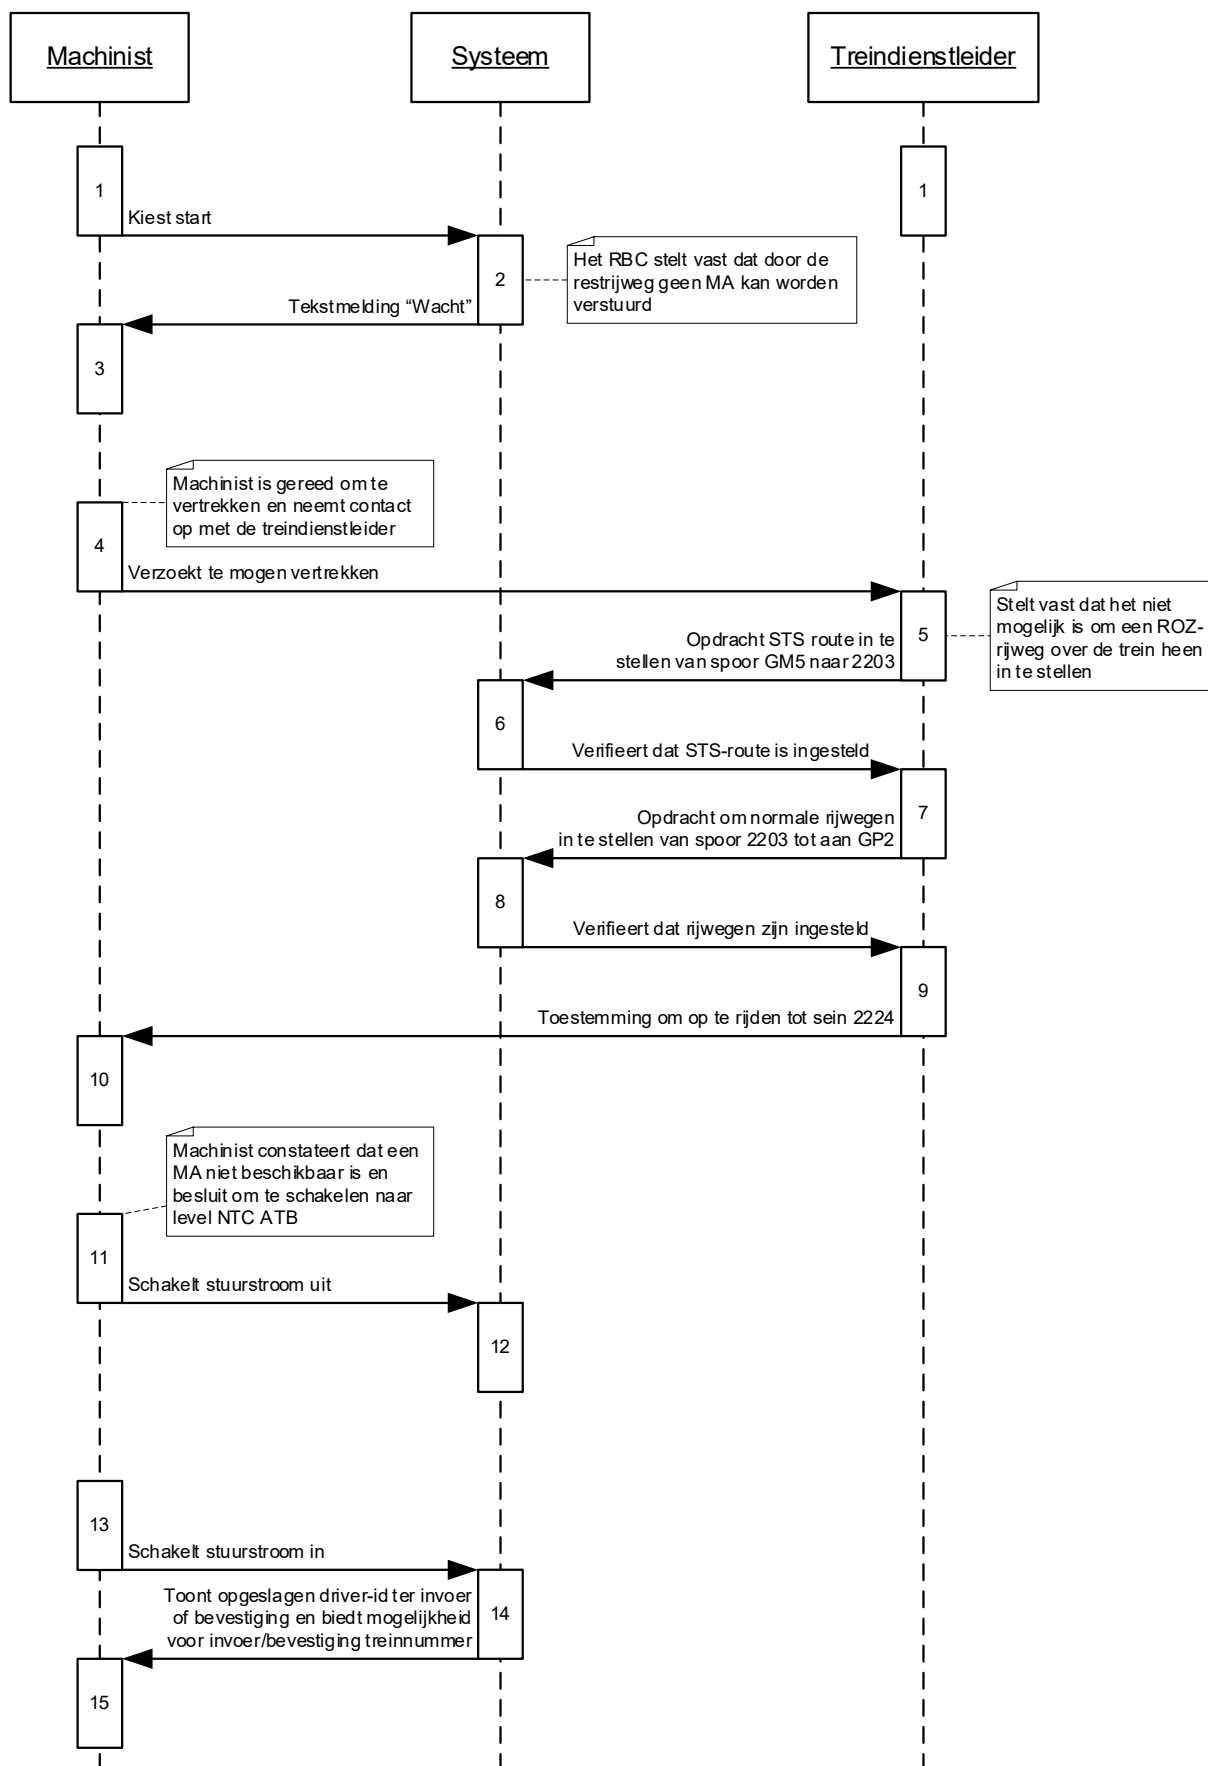 Machinist
Systeem
Treindienstleider
1
1
Kiest start
2
Het RBC stelt vast dat door de
restrijweg geen MA kan worden
verstuurd
Tekstmelding “Wacht”
3
Machinist is gereed om te
vertrekken en neemt contact
op met de treindienstleider
4
Verzoekt te mogen vertrekken
5
Stelt vast dat het niet
mogelijk is om een ROZ-
rijweg over de trein heen
in te stellen
Opdracht STS route in te
stellen van spoor GM5 naar 2203
6
Verifieert dat STS-route is ingesteld
7
Opdracht om normale rijwegen
in te stellen van spoor 2203 tot aan GP2
8
Verifieert dat rijwegen zijn ingesteld
9
Toestemming om op te rijden tot sein 2224
10
Machinist constateert dat een
MA niet beschikbaar is en
besluit om te schakelen naar
level NTC ATB
11
Schakelt stuurstroom uit
12
13
Schakelt stuurstroom in
Toont opgeslagen driver-id ter invoer
of bevestiging en biedt mogelijkheid
voor invoer/bevestiging treinnummer
14
15